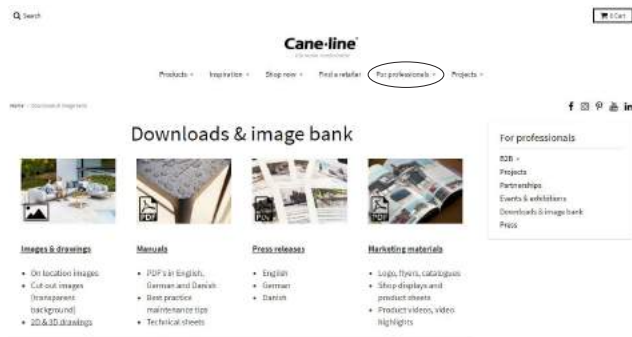 Search
0 Cart
Cane-line
Products
Inspiration
Shop now
Find a retailer
For professionals
Projects
Home
Downloads & image bank
For professionals
B2B
Projects
Partnerships
Events & exhibitions
Downloads & image bank
Press
PDF
PDF
PDF
Images & drawings
• On location images
• Cut out images
(transparent
background)
• 2D & 3D drawings
Manuals
• PDF's in English,
German and Danish
• Best practice
maintenance tips
• Technical sheets
Press releases
• English
• German
• Danish
Marketing materials
• Logo, flyers, catalogues
• Shop displays and
product sheets
• Product videos, video
highlights